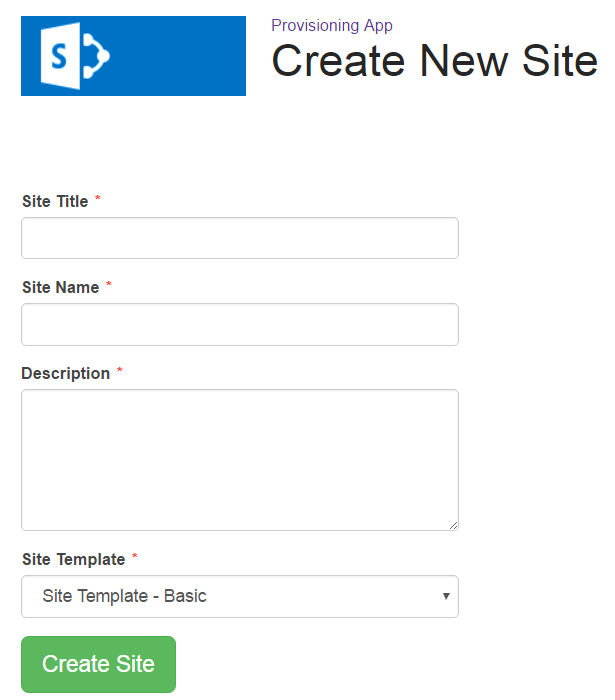 S
Provisioning App
Create New Site
Site Title *
Site Name *
Description *
Site Template *
Site Template - Basic
Create Site